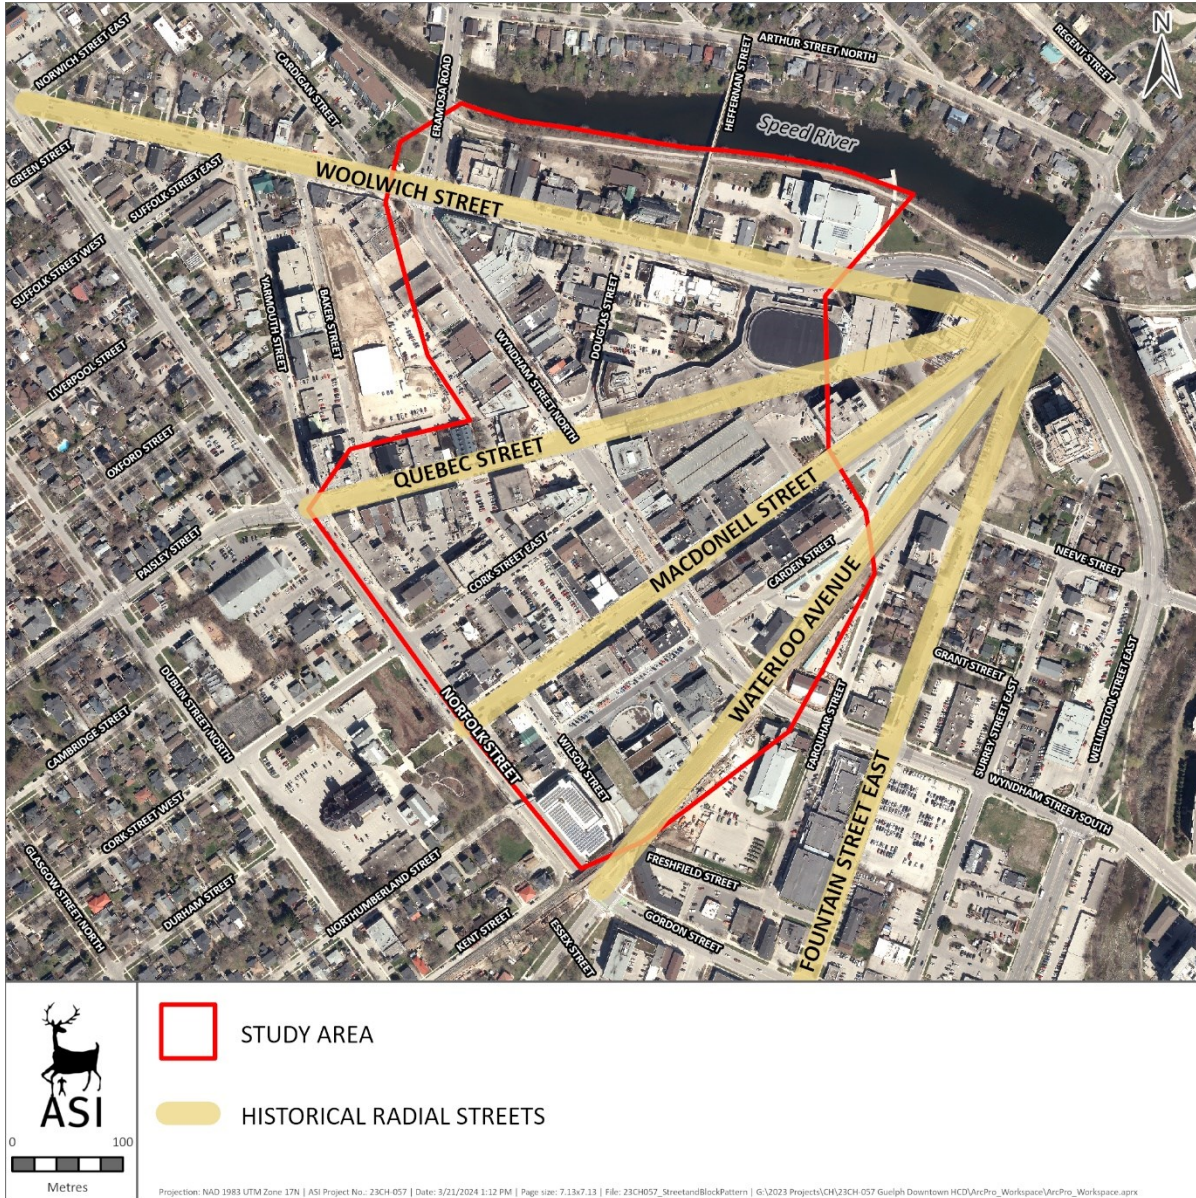 N
NORWICH STREET EAST
CARDIGAN STREET
ERAMOSA ROAD
HEFFERNAN STREET
ARTHUR STREET NORTH
REGENT STREET
Speed River
GREEN STREET
SUFFOLK STREET EAST
WOOLWICH STREET
SUFFOLK STREET WEST
YARMOUTH STREET
BAKER STREET
WYNDHAM STREET NORTH
DOUGLAS STREET
LIVERPOOL STREET
OXFORD STREET
QUEBEC STREET
MACDONELL STREET
PAISLEY STREET
CORK STREET EAST
CARDEN STREET
NEEVE STREET
WATERLOO AVENUE
GRANT STREET
DUBLIN STREET NORTH
NORFOLK STREET
WILSON STREET
FARQUHAR STREET
SURREY STREET EAST
WELLINGTON STREET EAST
CAMBRIDGE STREET
CORK STREET WEST
WYNDHAM STREET SOUTH
FOUNTAIN STREET EAST
GLASGOW STREET NORTH
DURHAM STREET
NORTHUMBERLAND STREET
KENT STREET
ESSEX STREET
FRESHFIELD STREET
GORDON STREET
STUDY AREA
HISTORICAL RADIAL STREETS
ASI
0 100
Metres
Projection: NAD 1983 UTM Zone 17N | ASI Project No.: 23CH-057 | Date: 3/21/2024 1:12 PM | Page size: 7.13x7.13 | File: 23CH057_StreetandBlockPattern | G:\2023 Projects\CH\23CH-057 Guelph Downtown HCD\ArcPro_Workspace\ArcPro_Workspace.aprx